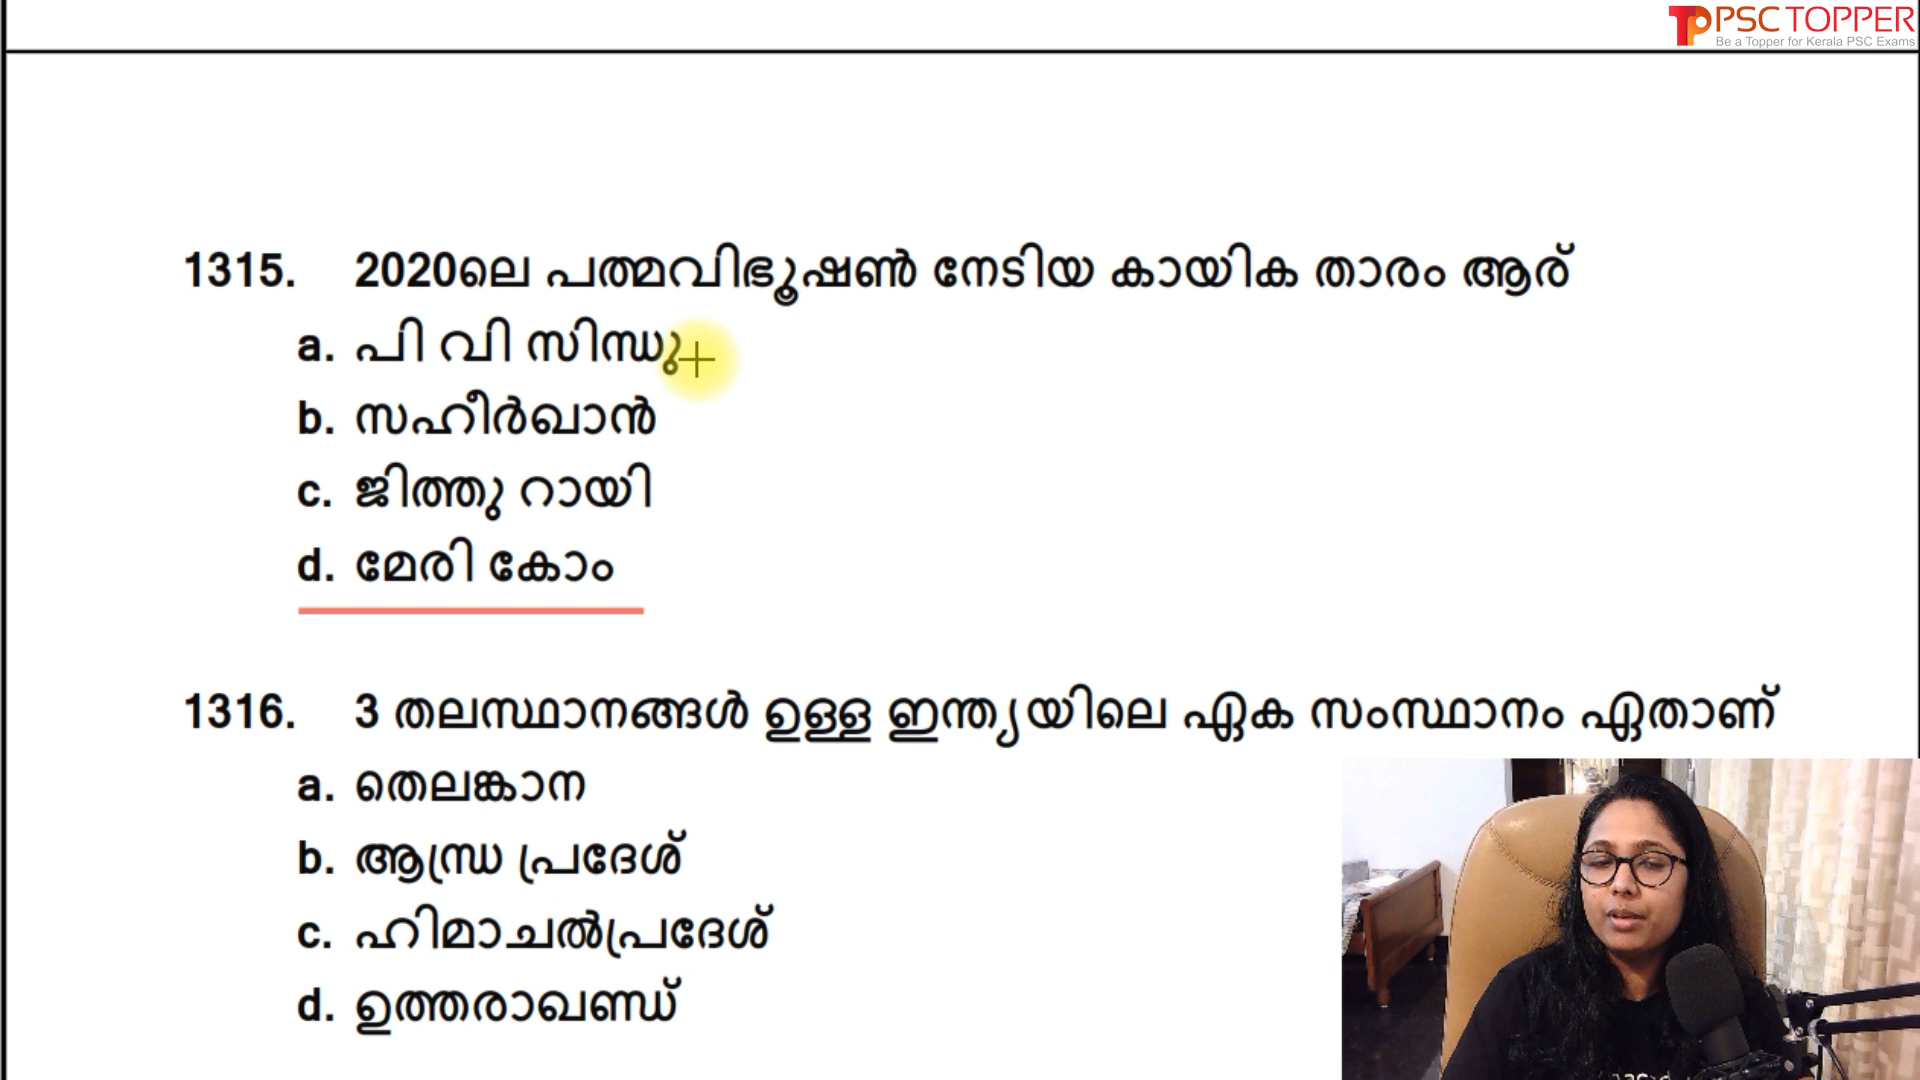 PSC TOPPER
Be a Topper for Kerala PSC Exams
1315. 2020ലെ പത്മവിഭൂഷൺ നേടിയ കായിക താരം ആര്
a. പി വി സിന്ധു
b. സഹീർഖാൻ
c. ജിത്തു റായി
d. മേരി കോം
1316. 3 തലസ്ഥാനങ്ങൾ ഉള്ള ഇന്ത്യയിലെ ഏക സംസ്ഥാനം ഏതാണ്
a. തെലങ്കാന
b. ആന്ധ്ര പ്രദേശ്
c. ഹിമാചൽപ്രദേശ്
d. ഉത്തരാഖണ്ഡ്